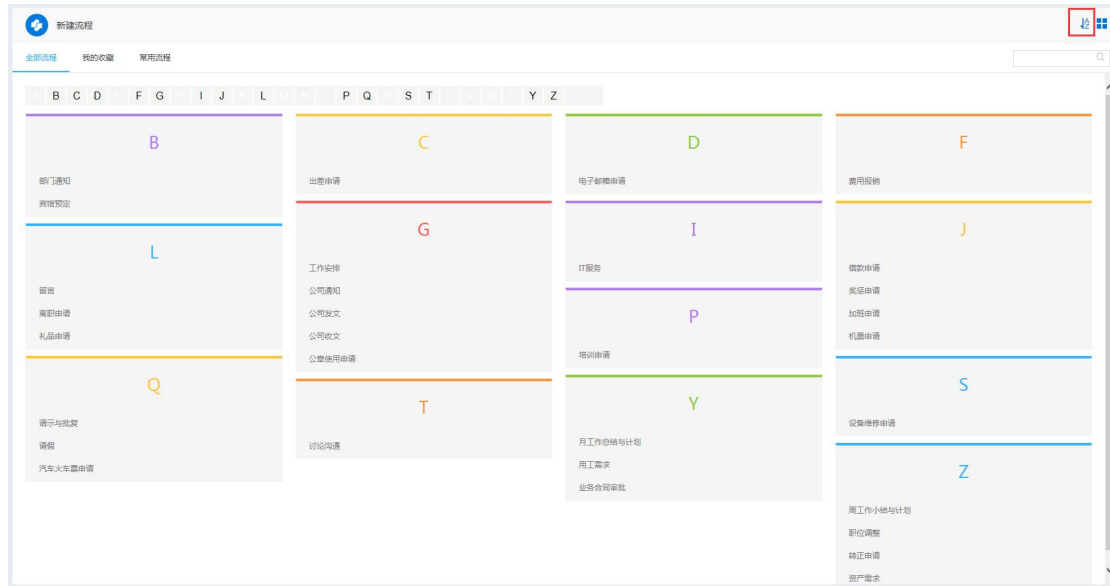 新建流程
全部流程 我的收藏 常用流程
B C D F G I J L P Q S T Y Z
B
部门通知
宾馆预定
C
出差申请
D
电子邮箱申请
F
费用报销
L
留言
离职申请
礼品申请
G
工作安排
公司通知
公司发文
公司收文
公章使用申请
I
IT服务
J
借款申请
奖惩申请
加班申请
机票申请
P
培训申请
Q
请示与批复
请假
汽车火车票申请
T
讨论沟通
Y
月工作总结与计划
用工需求
业务合同审批
S
设备维修申请
Z
周工作小结与计划
职位调整
转正申请
资产需求